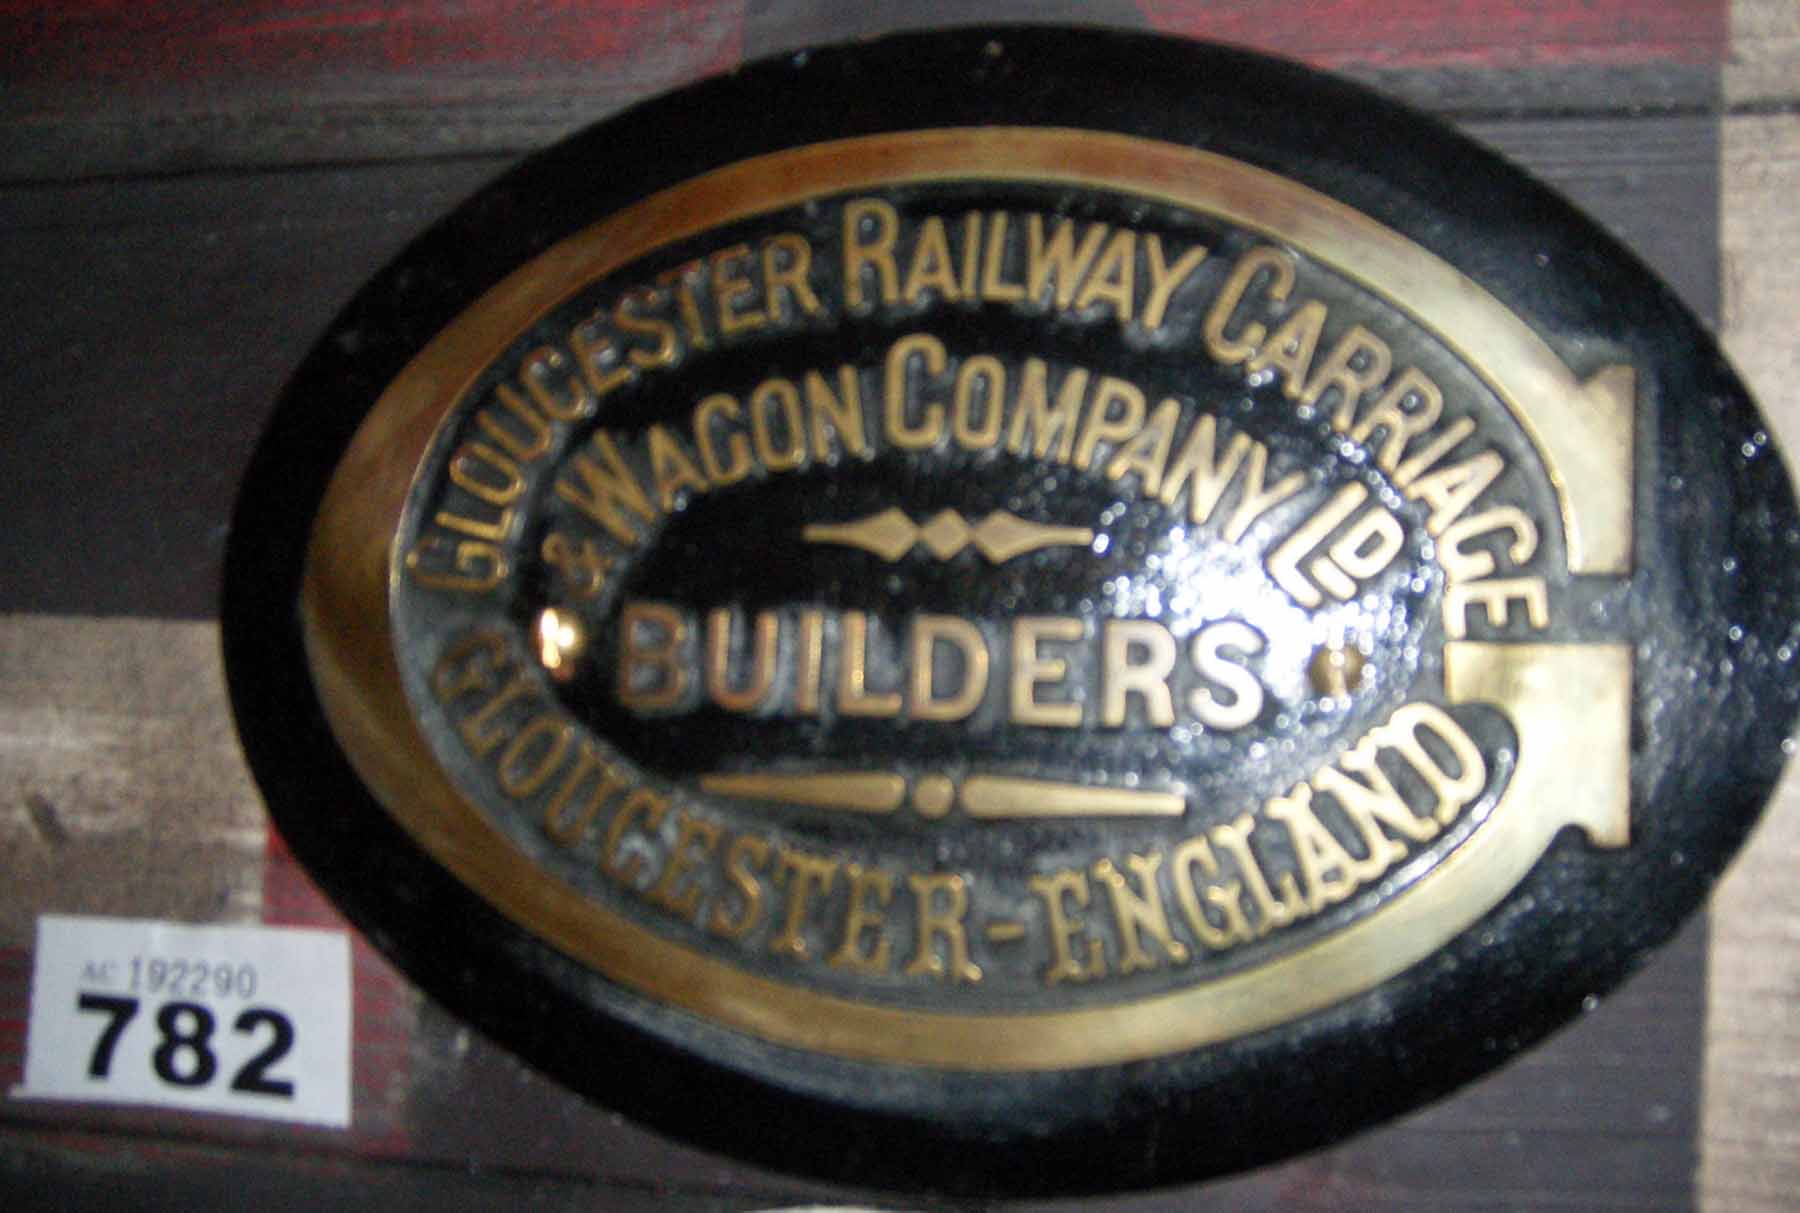 GLOUCESTER RAILWAY CARRIAGE
& WAGON COMPANY LD
BUILDERS
GLOUCESTER-ENGLAND
AC 192290
782